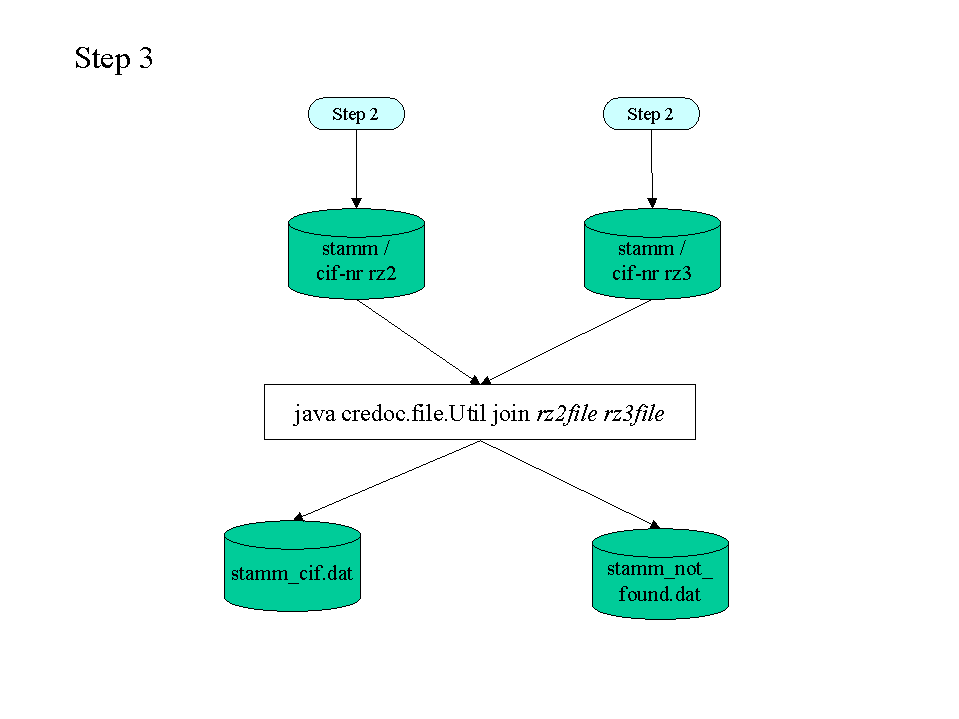 Step 3
Step 2
Step 2
stamm /
cif-nr rz2
stamm /
cif-nr rz3
java credoc.file.Util join rz2file rz3file
stamm_cif.dat
stamm_not_
found.dat